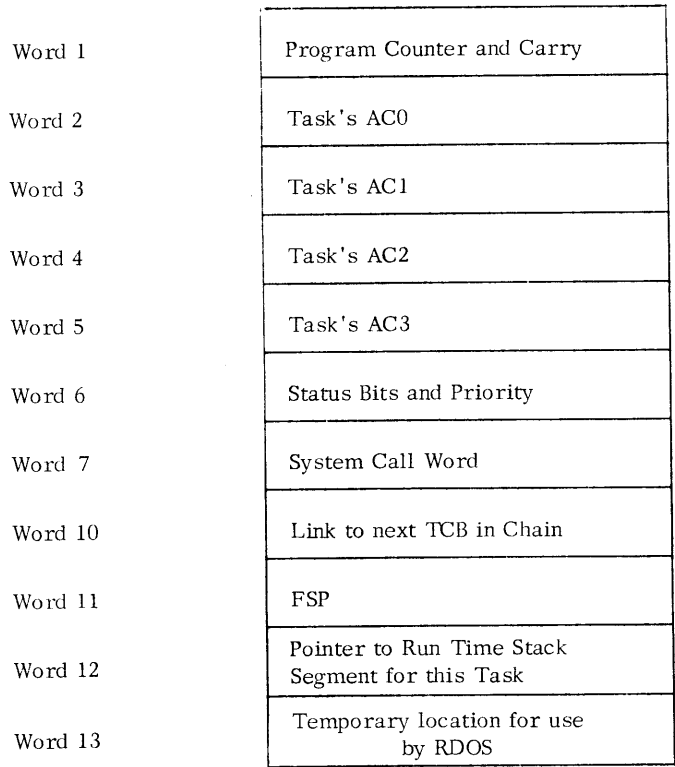 Word 1 Program Counter and Carry
Word 2 Task's AC0
Word 3 Task's AC1
Word 4 Task's AC2
Word 5 Task's AC3
Word 6 Status Bits and Priority
Word 7 System Call Word
Word 10 Link to next TCB in Chain
Word 11 FSP
Word 12 Pointer to Run Time Stack
Segment for this Task
Word 13 Temporary location for use
by RDOS